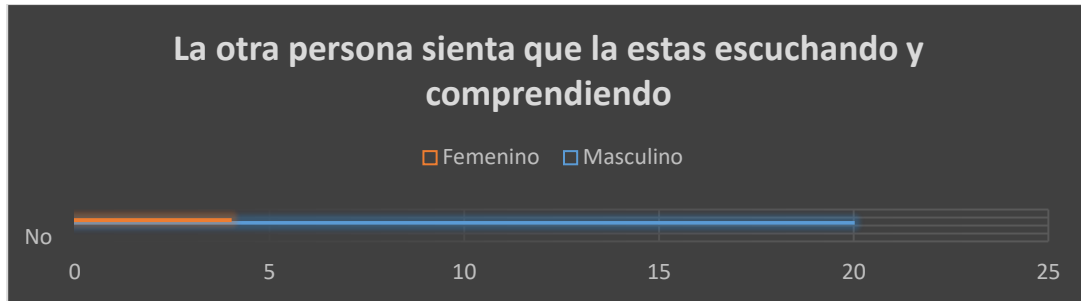 La otra persona sienta que la estas escuchando y
comprendiendo
Femenino Masculino
No
0 5 10 15 20 25